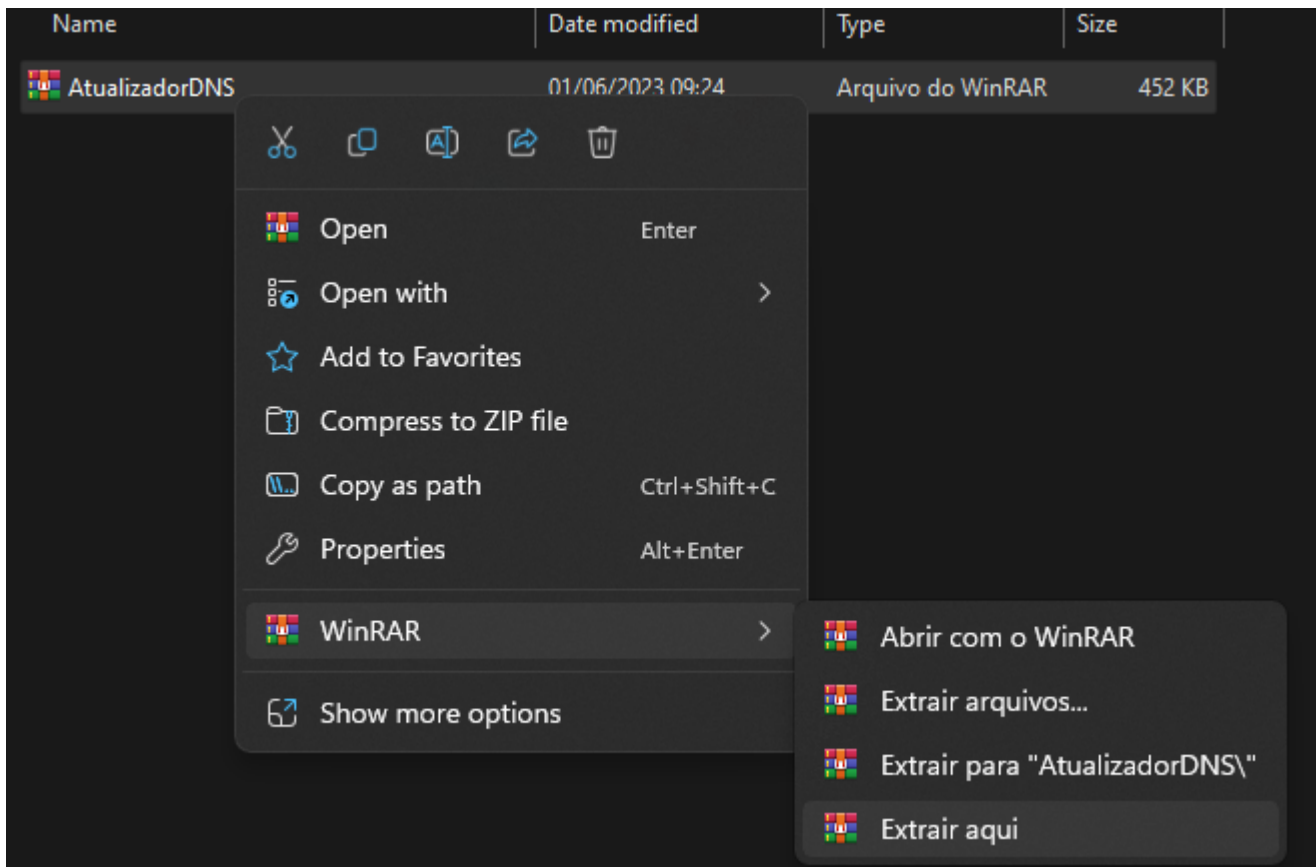 Name Date modified Type Size
AtualizadorDNS 01/06/2023 09:24 Arquivo do WinRAR 452 KB
Open Enter
Open with
Add to Favorites
Compress to ZIP file
Copy as path Ctrl+Shift+C
Properties Alt+Enter
WinRAR
Show more options
Abrir com o WinRAR
Extrair arquivos...
Extrair para "AtualizadorDNS\"
Extrair aqui